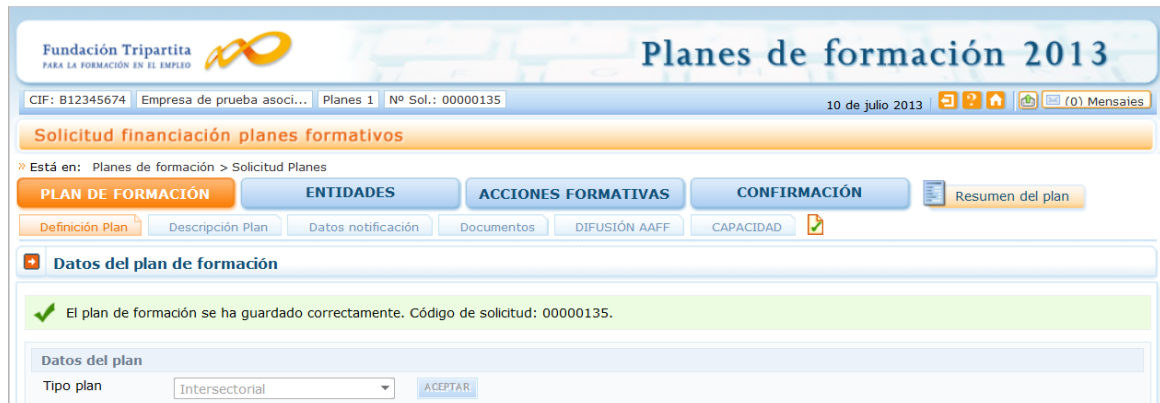 Fundación Tripartita
PARA LA FORMACIÓN EN EL EMPLEO
Planes de formación 2013
CIF: B12345674 Empresa de prueba asoci... Planes 1 Nº Sol.: 00000135
10 de julio 2013 (0) Mensajes
Solicitud financiación planes formativos
» Está en: Planes de formación > Solicitud Planes
PLAN DE FORMACIÓN ENTIDADES ACCIONES FORMATIVAS CONFIRMACIÓN Resumen del plan
Definición Plan Descripción Plan Datos notificación Documentos DIFUSIÓN AAFF CAPACIDAD
Datos del plan de formación
El plan de formación se ha guardado correctamente. Código de solicitud: 00000135.
Datos del plan
Tipo plan Intersectorial ACEPTAR